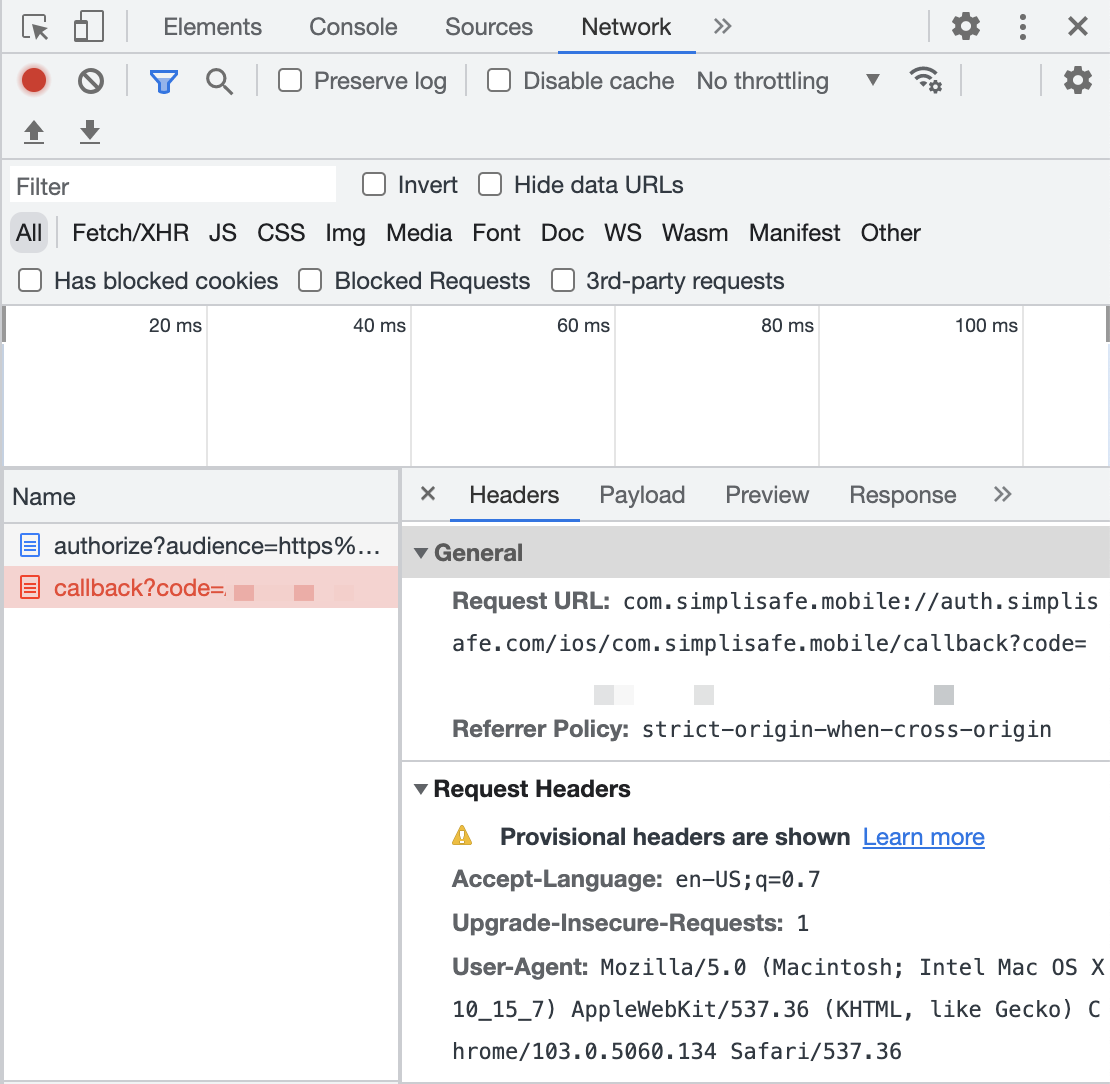 Elements Console Sources Network
Preserve log Disable cache No throttling
Filter Invert Hide data URLs
All Fetch/XHR JS CSS Img Media Font Doc WS Wasm Manifest Other
Has blocked cookies Blocked Requests 3rd-party requests
20 ms 40 ms 60 ms 80 ms 100 ms
Name
authorize?audience=https%...
callback?code=
Headers Payload Preview Response
General
Request URL: com.simplisafe.mobile://auth.simplis
afe.com/ios/com.simplisafe.mobile/callback?code=
Referrer Policy: strict-origin-when-cross-origin
Request Headers
Provisional headers are shown Learn more
Accept-Language: en-US;q=0.7
Upgrade-Insecure-Requests: 1
User-Agent: Mozilla/5.0 (Macintosh; Intel Mac OS X
10_15_7) AppleWebKit/537.36 (KHTML, like Gecko) C
hrome/103.0.5060.134 Safari/537.36